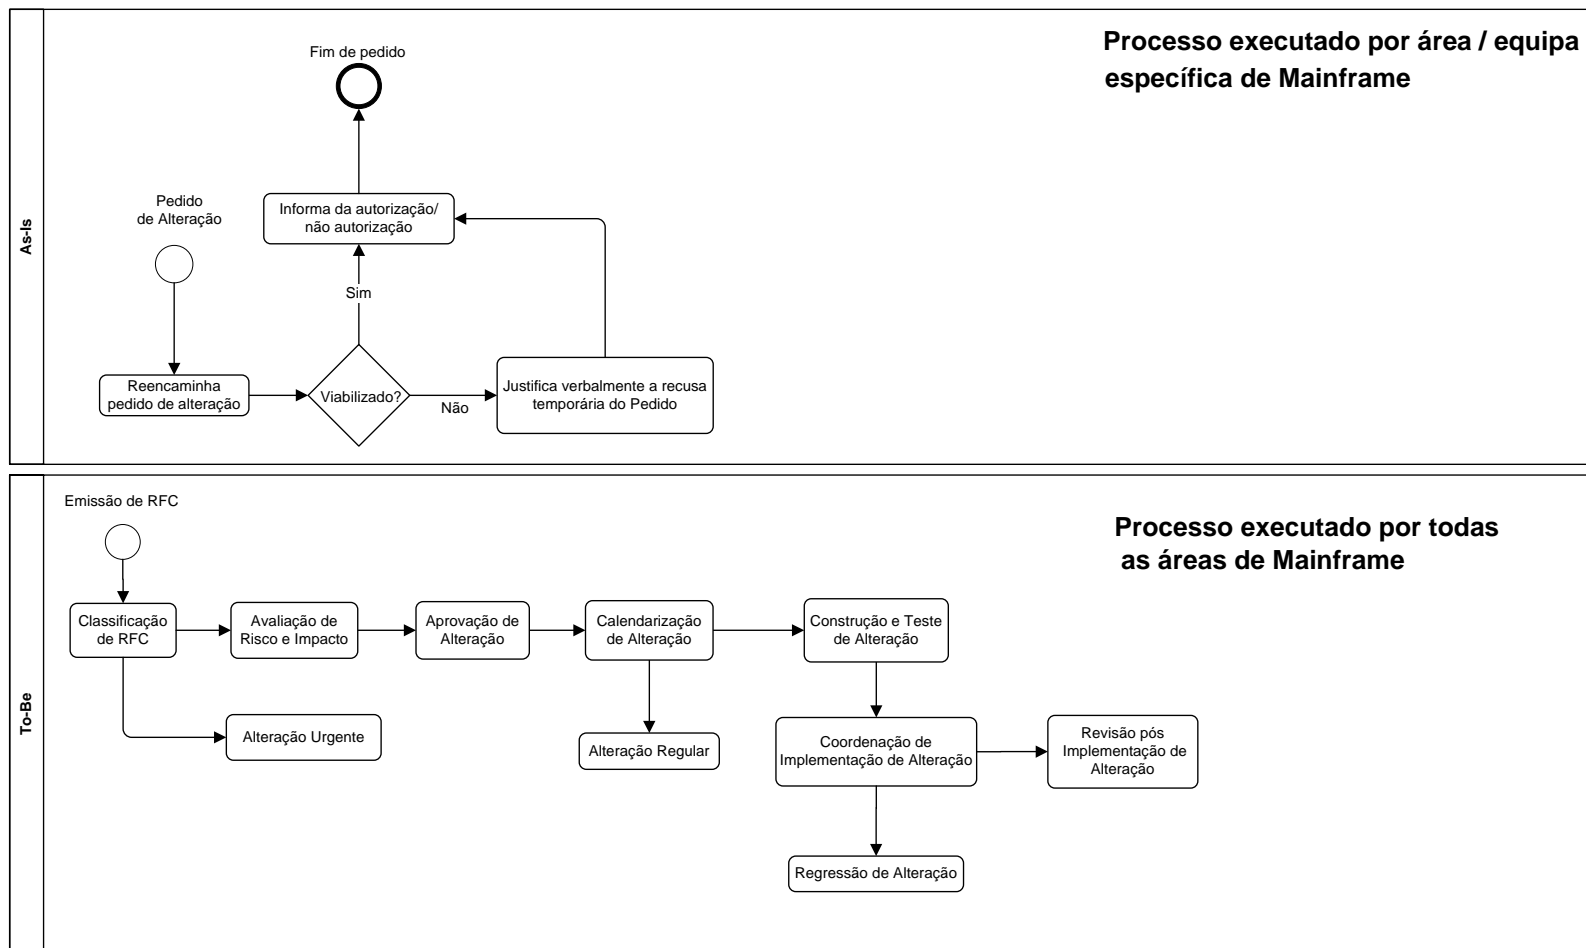 As-Is
Processo executado por área / equipa
específica de Mainframe
Fim de pedido
Pedido
de Alteração
Informa da autorização/
não autorização
Sim
Reencaminha
pedido de alteração
Viabilizado?
Não
Justifica verbalmente a recusa
temporária do Pedido
To-Be
Emissão de RFC
Processo executado por todas
as áreas de Mainframe
Classificação
de RFC
Avaliação de
Risco e Impacto
Aprovação de
Alteração
Calendarização
de Alteração
Construção e Teste
de Alteração
Alteração Urgente
Alteração Regular
Coordenação de
Implementação de Alteração
Revisão pós
Implementação de
Alteração
Regressão de Alteração